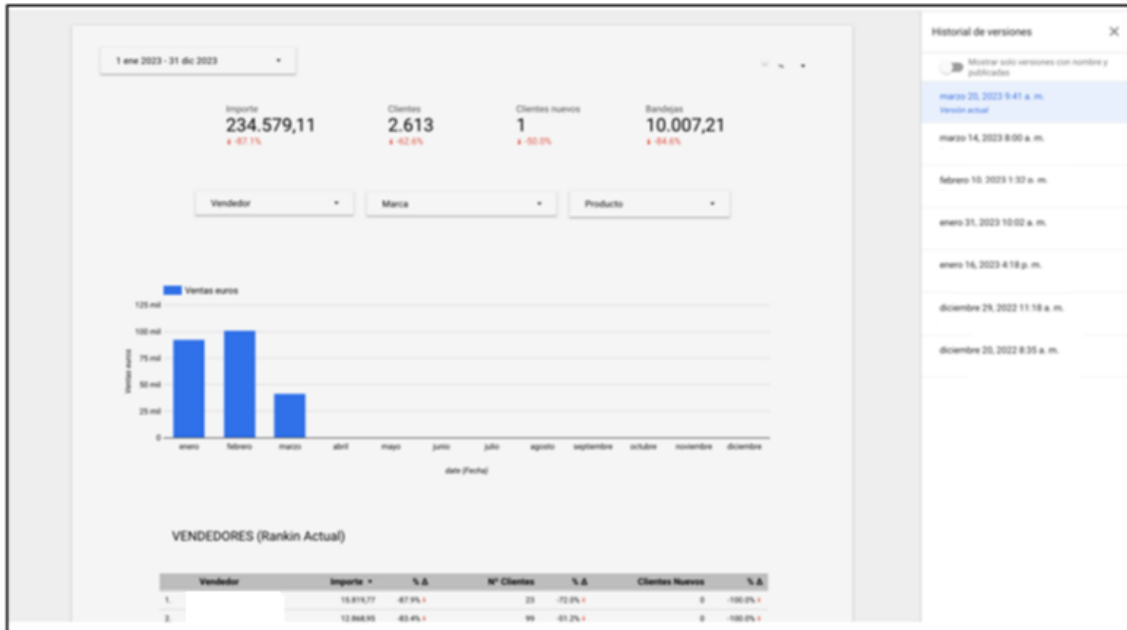 1 ene 2023 - 31 dic 2023
Importe
234.579,11
-87.1%
Clientes
2.613
-62.6%
Clientes nuevos
1
-50.0%
Bandejas
10.007,21
-84.6%
Vendedor
Marca
Producto
Ventas euros
125 mil
100 mil
75 mil
50 mil
25 mil
0
Ventas euros
enero febrero marzo abril mayo junio julio agosto septiembre octubre noviembre diciembre
date (Fecha)
VENDEDORES (Rankin Actual)
Vendedor Importe % Δ Nº Clientes % Δ Clientes Nuevos % Δ
1. 15.819,77 -87.9% 23 -72.0% 0 -100.0%
2. 12.868,95 -83.4% 99 -51.2% 0 -100.0%
Historial de versiones
Mostrar solo versiones con nombre y
publicadas
marzo 20, 2023 9:41 a. m.
Versión actual
marzo 14, 2023 8:00 a. m.
febrero 10, 2023 1:32 p. m.
enero 31, 2023 10:02 a. m.
enero 16, 2023 4:18 p. m.
diciembre 29, 2022 11:18 a. m.
diciembre 20, 2022 8:35 a. m.